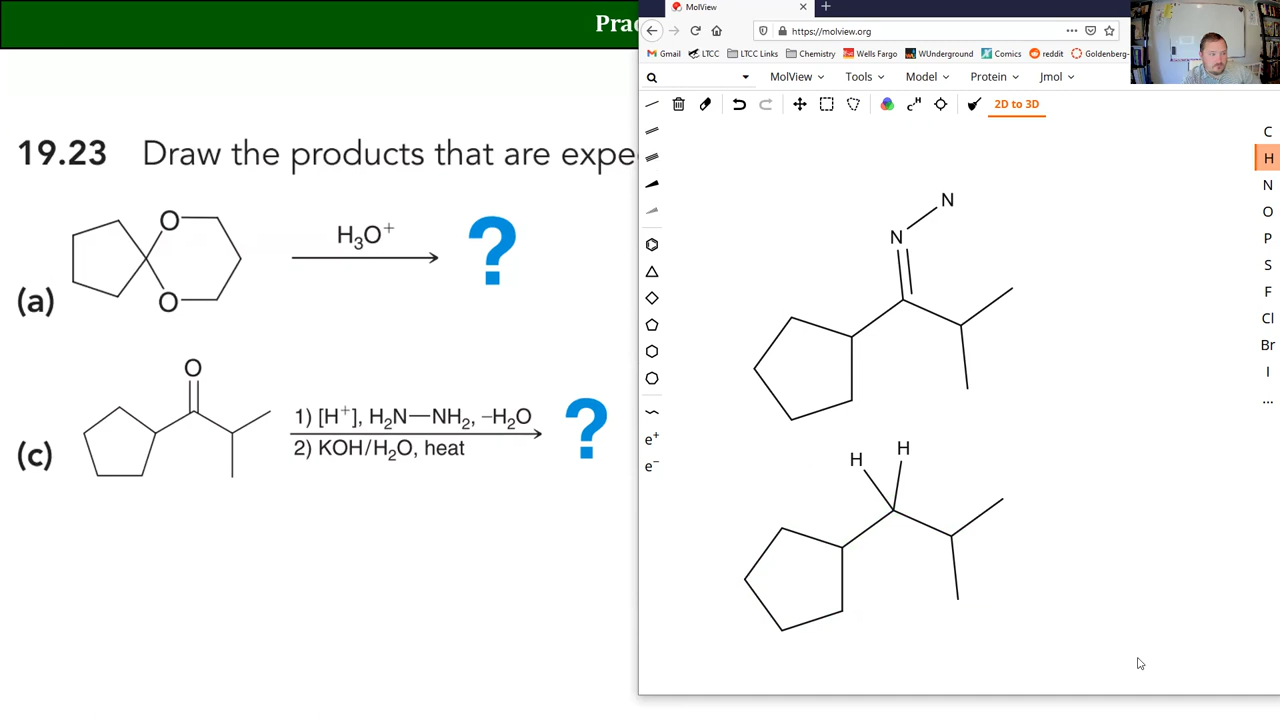 Prac
MolView
https://molview.org
Gmail
LTCC
LTCC Links
Chemistry
Wells Fargo
WUnderground
Comics
reddit
Goldenberg-
MolView
Tools
Model
Protein
Jmol
2D to 3D
19.23 Draw the products that are expe
(a)
O
O
H₃O⁺
?
(c)
O
1) [H⁺], H₂N—NH₂, –H₂O
2) KOH/H₂O, heat
?
N
N
H
H
e⁺
e⁻
cᴴ
C
H
N
O
P
S
F
Cl
Br
I
...